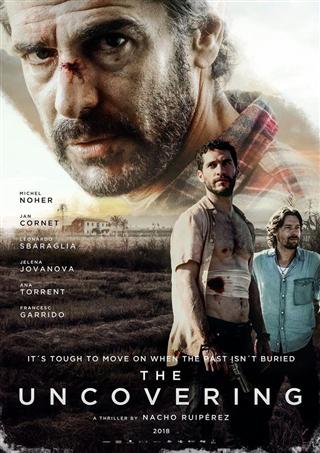 MICHEL
NOHER
JAN
CORNET
LEONARDO
SBARAGLIA
JELENA
JOVANOVA
ANA
TORRENT
FRANCESC
GARRIDO
IT´S TOUGH TO MOVE ON WHEN THE PAST ISN´T BURIED
THE
UNCOVERING
A THRILLER BY NACHO RUIPÉREZ
2018